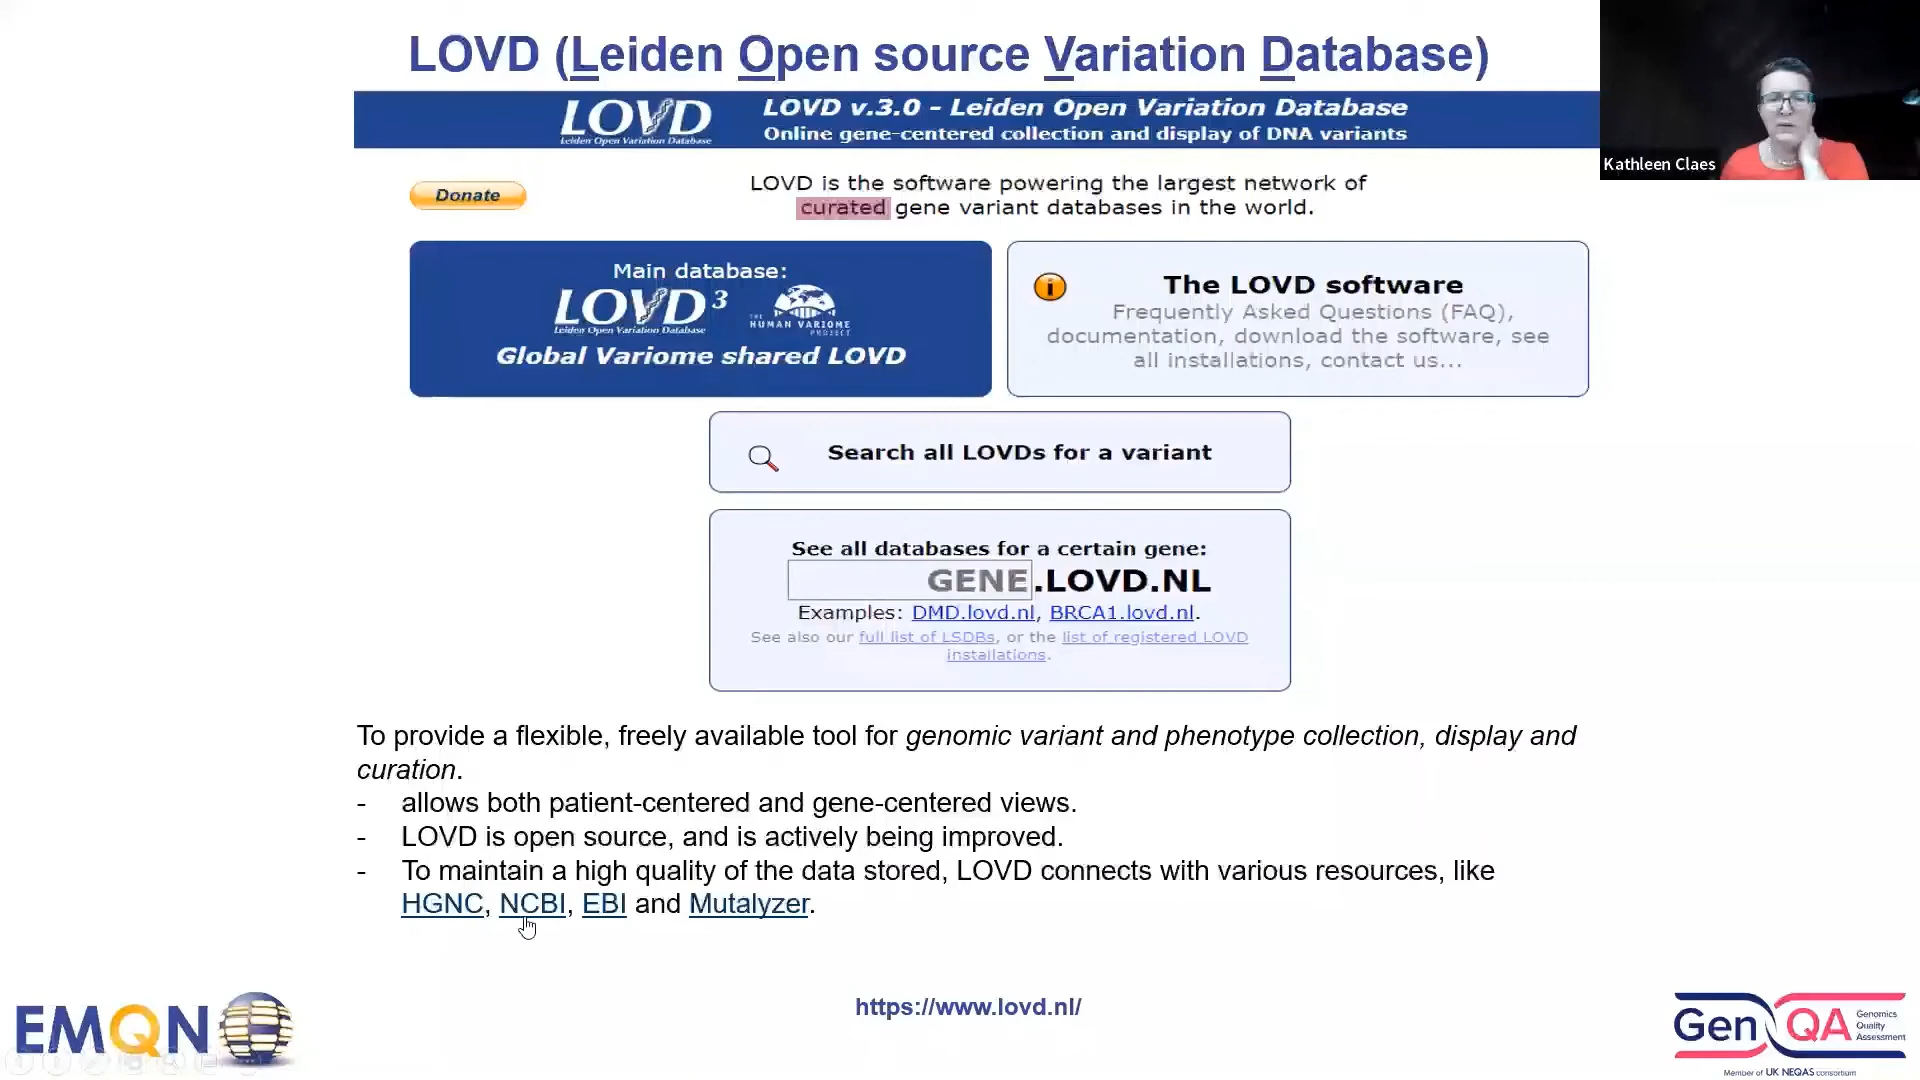 LOVD (Leiden Open source Variation Database)
LOVD
Leiden Open Variation Database
LOVD v.3.0 - Leiden Open Variation Database
Online gene-centered collection and display of DNA variants
Kathleen Claes
Donate
LOVD is the software powering the largest network of
curated gene variant databases in the world.
Main database:
LOVD3
Leiden Open Variation Database
THE
HUMAN VARIOME
PROJECT
Global Variome shared LOVD
The LOVD software
Frequently Asked Questions (FAQ),
documentation, download the software, see
all installations, contact us...
Search all LOVDs for a variant
See all databases for a certain gene:
GENE.LOVD.NL
Examples: DMD.lovd.nl, BRCA1.lovd.nl.
See also our full list of LSDBs, or the list of registered LOVD
installations.
To provide a flexible, freely available tool for genomic variant and phenotype collection, display and
curation.
- allows both patient-centered and gene-centered views.
- LOVD is open source, and is actively being improved.
- To maintain a high quality of the data stored, LOVD connects with various resources, like
HGNC, NCBI, EBI and Mutalyzer.
EMQN
https://www.lovd.nl/
GenQA
Genomics
Quality
Assessment
Member of UK NEQAS consortium